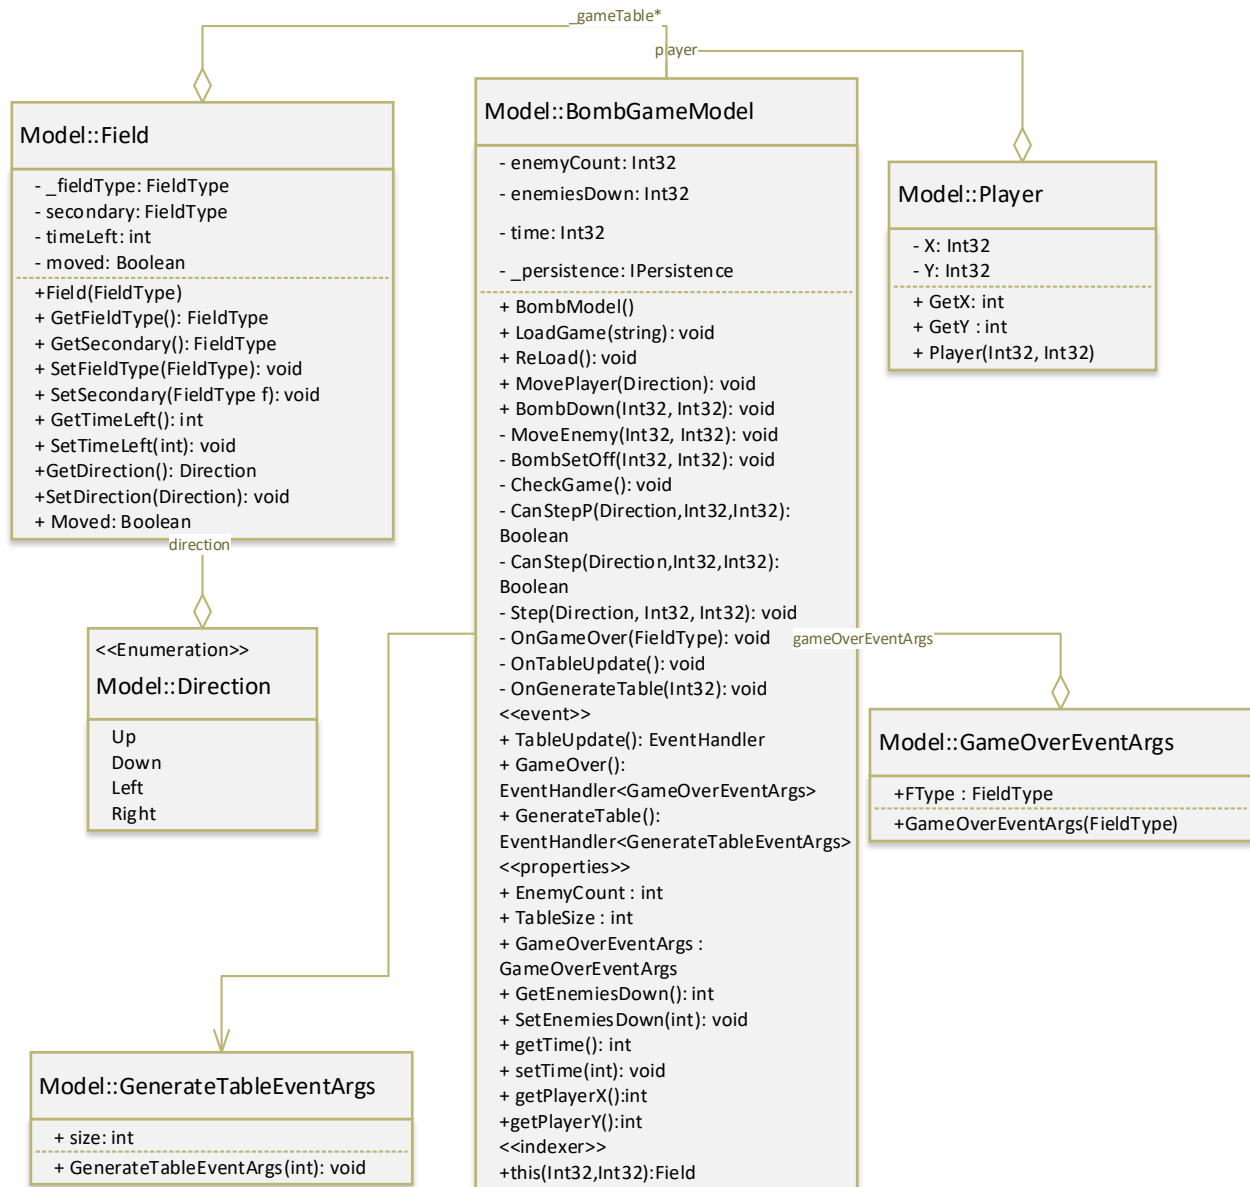 _gameTable*
player
Model::Field
- _fieldType: FieldType
- secondary: FieldType
- timeLeft: int
- moved: Boolean
+Field(FieldType)
+ GetFieldType(): FieldType
+ GetSecondary(): FieldType
+ SetFieldType(FieldType): void
+ SetSecondary(FieldType f): void
+ GetTimeLeft(): int
+ SetTimeLeft(int): void
+GetDirection(): Direction
+SetDirection(Direction): void
+ Moved: Boolean
direction
<<Enumeration>>
Model::Direction
Up
Down
Left
Right
Model::GenerateTableEventArgs
+ size: int
+ GenerateTableEventArgs(int): void
Model::BombGameModel
- enemyCount: Int32
- enemiesDown: Int32
- time: Int32
- _persistence: IPersistence
+ BombModel()
+ LoadGame(string): void
+ ReLoad(): void
+ MovePlayer(Direction): void
+ BombDown(Int32, Int32): void
- MoveEnemy(Int32, Int32): void
- BombSetOff(Int32, Int32): void
- CheckGame(): void
- CanStepP(Direction,Int32,Int32):
Boolean
- CanStep(Direction,Int32,Int32):
Boolean
- Step(Direction, Int32, Int32): void
- OnGameOver(FieldType): void
- OnTableUpdate(): void
- OnGenerateTable(Int32): void
<<event>>
+ TableUpdate(): EventHandler
+ GameOver():
EventHandler<GameOverEventArgs>
+ GenerateTable():
EventHandler<GenerateTableEventArgs>
<<properties>>
+ EnemyCount : int
+ TableSize : int
+ GameOverEventArgs :
GameOverEventArgs
+ GetEnemiesDown(): int
+ SetEnemiesDown(int): void
+ getTime(): int
+ setTime(int): void
+ getPlayerX():int
+getPlayerY():int
<<indexer>>
+this(Int32,Int32):Field
Model::Player
- X: Int32
- Y: Int32
+ GetX: int
+ GetY : int
+ Player(Int32, Int32)
gameOverEventArgs
Model::GameOverEventArgs
+FType : FieldType
+GameOverEventArgs(FieldType)